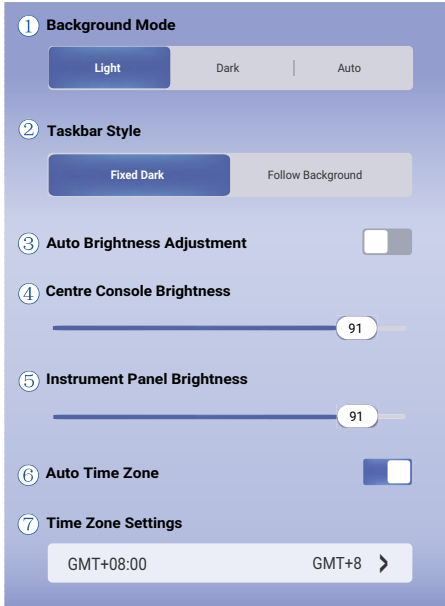 ① Background Mode
Light Dark Auto
② Taskbar Style
Fixed Dark Follow Background
③ Auto Brightness Adjustment
④ Centre Console Brightness
91
⑤ Instrument Panel Brightness
91
⑥ Auto Time Zone
⑦ Time Zone Settings
GMT+08:00 GMT+8